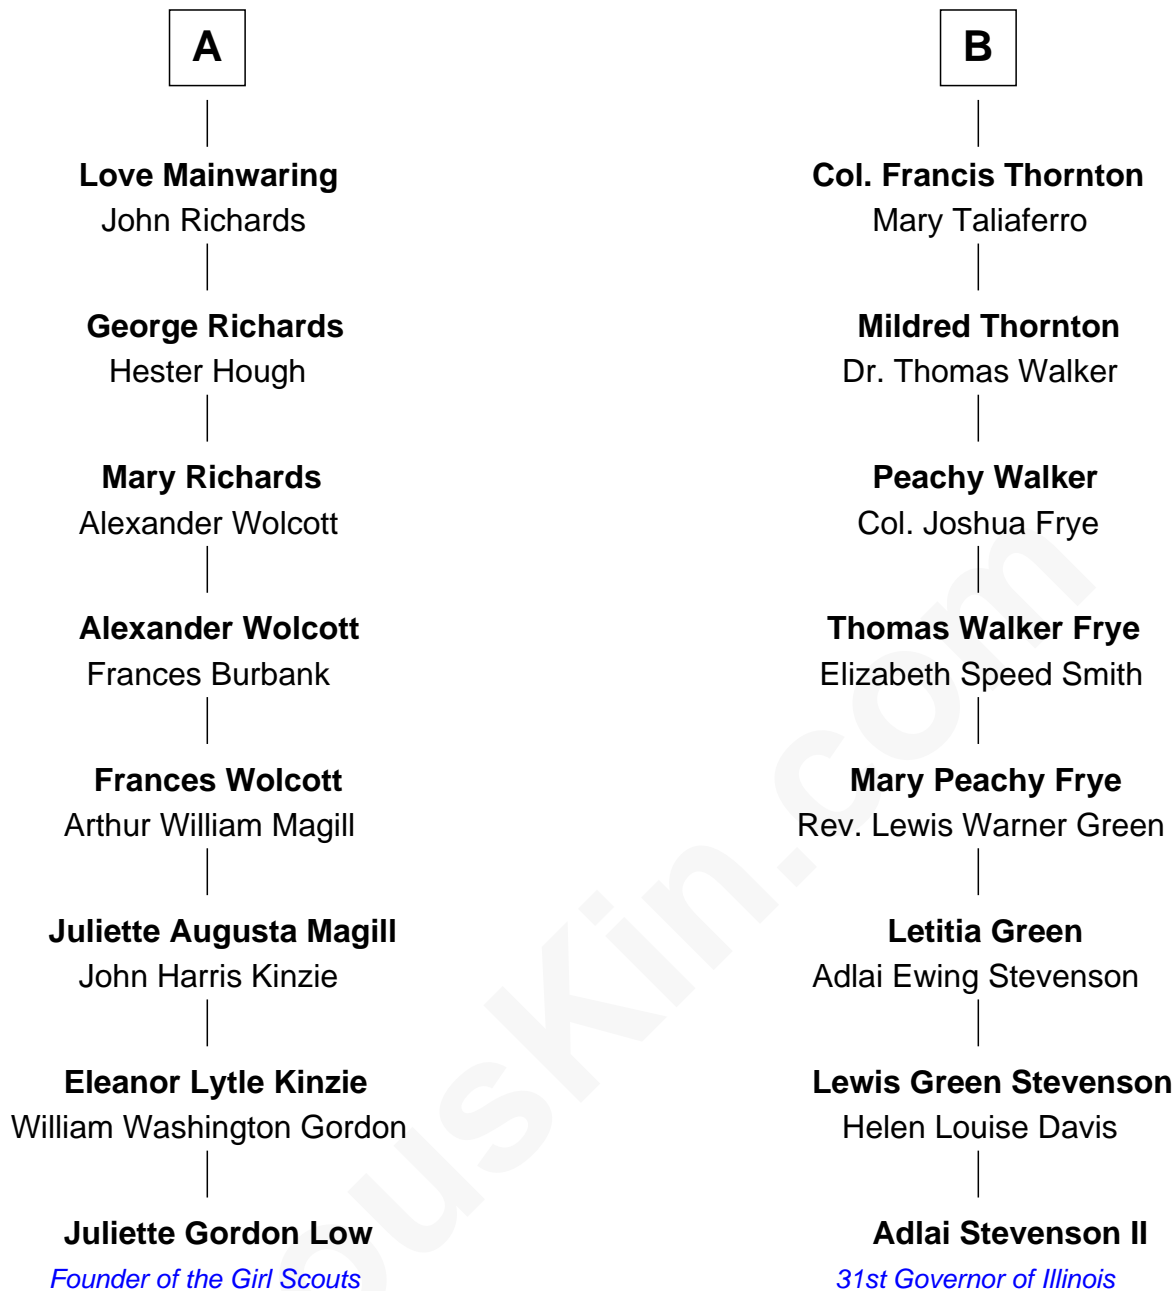 A
Love Mainwaring
John Richards
George Richards
Hester Hough
Mary Richards
Alexander Wolcott
Alexander Wolcott
Frances Burbank
Frances Wolcott
Arthur William Magill
Juliette Augusta Magill
John Harris Kinzie
Eleanor Lytle Kinzie
William Washington Gordon
Juliette Gordon Low
Founder of the Girl Scouts
B
Col. Francis Thornton
Mary Taliaferro
Mildred Thornton
Dr. Thomas Walker
Peachy Walker
Col. Joshua Frye
Thomas Walker Frye
Elizabeth Speed Smith
Mary Peachy Frye
Rev. Lewis Warner Green
Letitia Green
Adlai Ewing Stevenson
Lewis Green Stevenson
Helen Louise Davis
Adlai Stevenson II
31st Governor of Illinois
ousKin.com